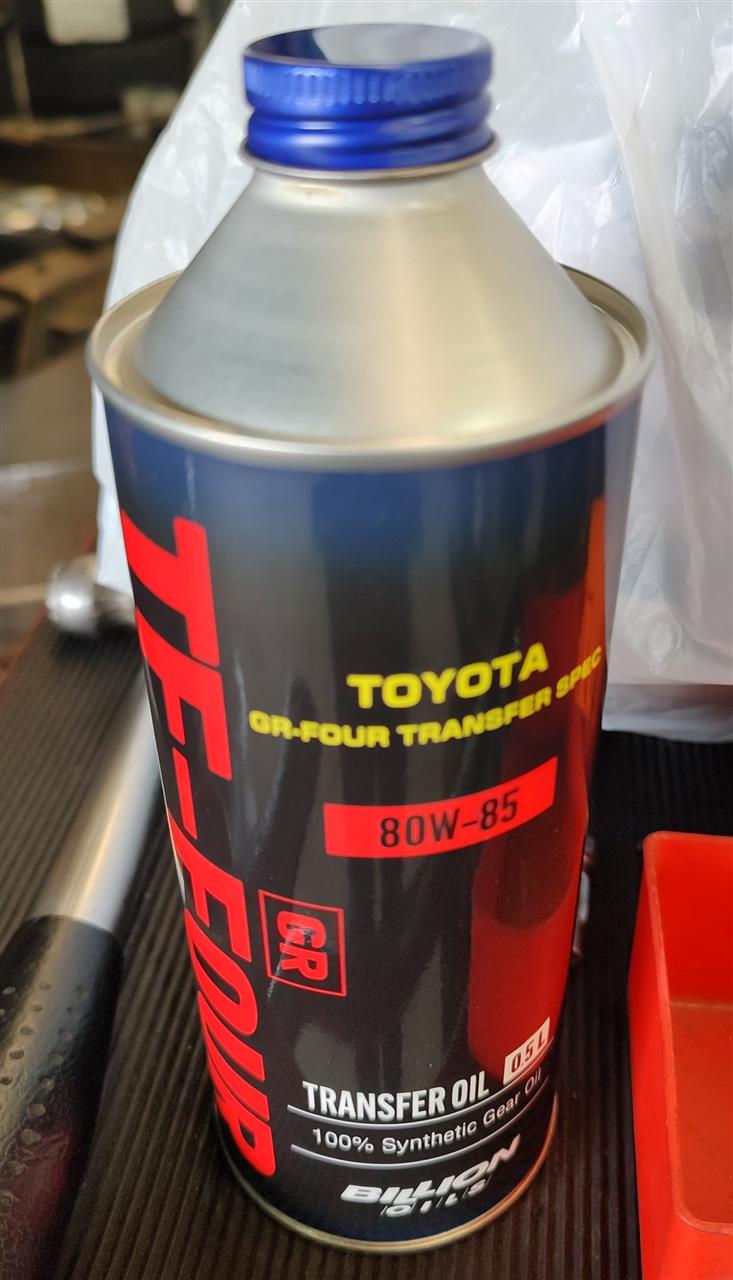 TF-FOUR
GR
TOYOTA
GR-FOUR TRANSFER SPEC
80W-85
TRANSFER OIL 0.5L
100% Synthetic Gear Oil
BILLION
OILS